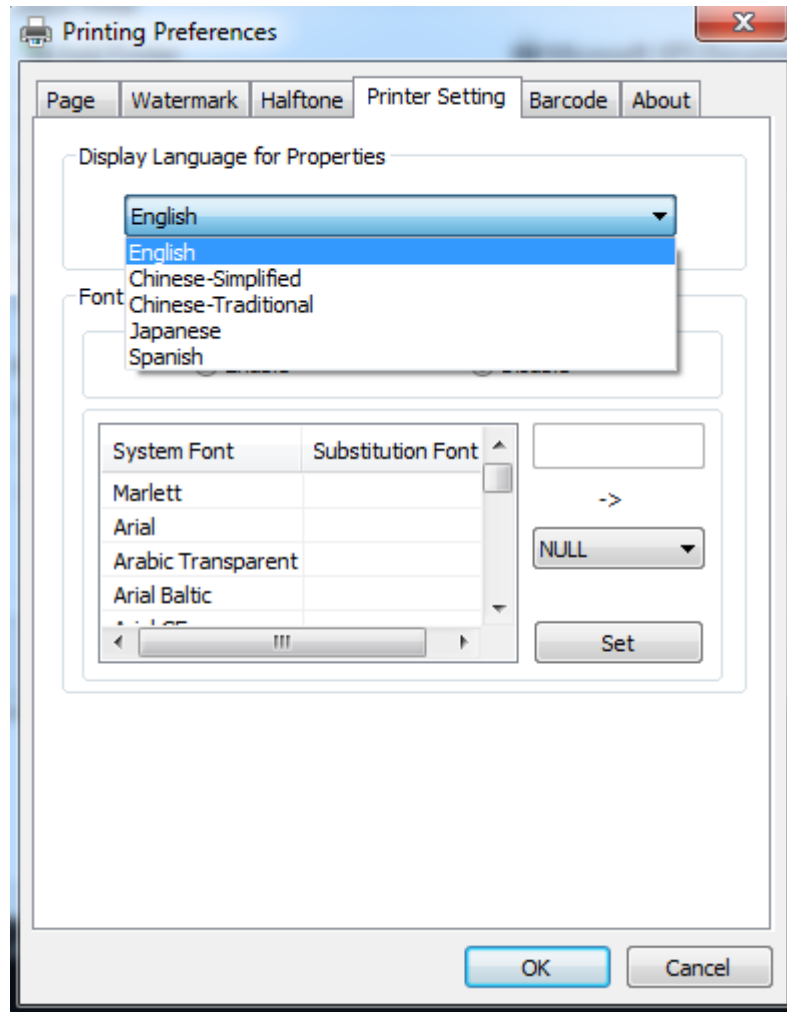 Printing Preferences
Page Watermark Halftone Printer Setting Barcode About
Display Language for Properties
English
English
Chinese-Simplified
Chinese-Traditional
Japanese
Spanish
Font
System Font Substitution Font
Marlett
->
Arial
NULL
Arabic Transparent
Arial Baltic
Set
OK Cancel